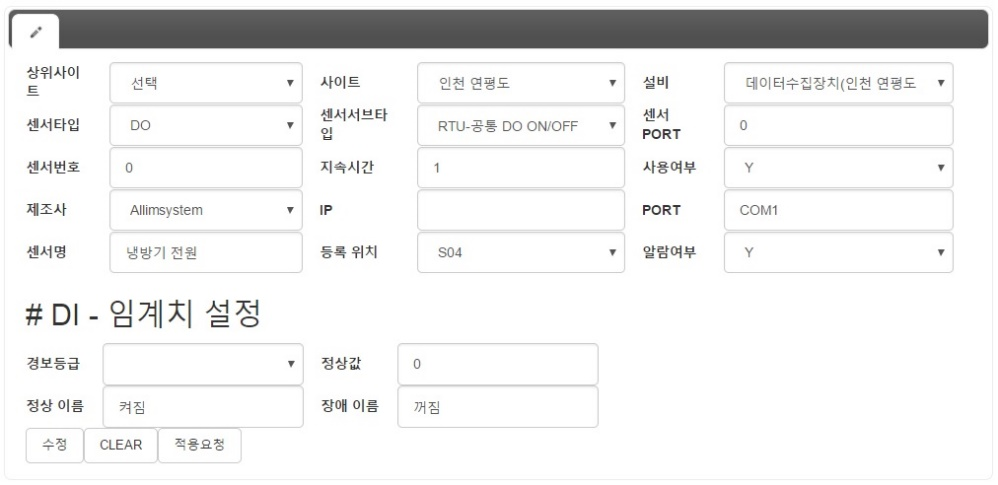 상위사이트 선택 사이트 인천 연평도 설비 데이터수집장치(인천 연평도
센서타입 DO 센서서브타입 RTU-공통 DO ON/OFF 센서 PORT 0
센서번호 0 지속시간 1 사용여부 Y
제조사 Allimsystem IP PORT COM1
센서명 냉방기 전원 등록 위치 S04 알람여부 Y
# DI - 임계치 설정
경보등급 정상값 0
정상 이름 켜짐 장애 이름 꺼짐
수정 CLEAR 적용요청